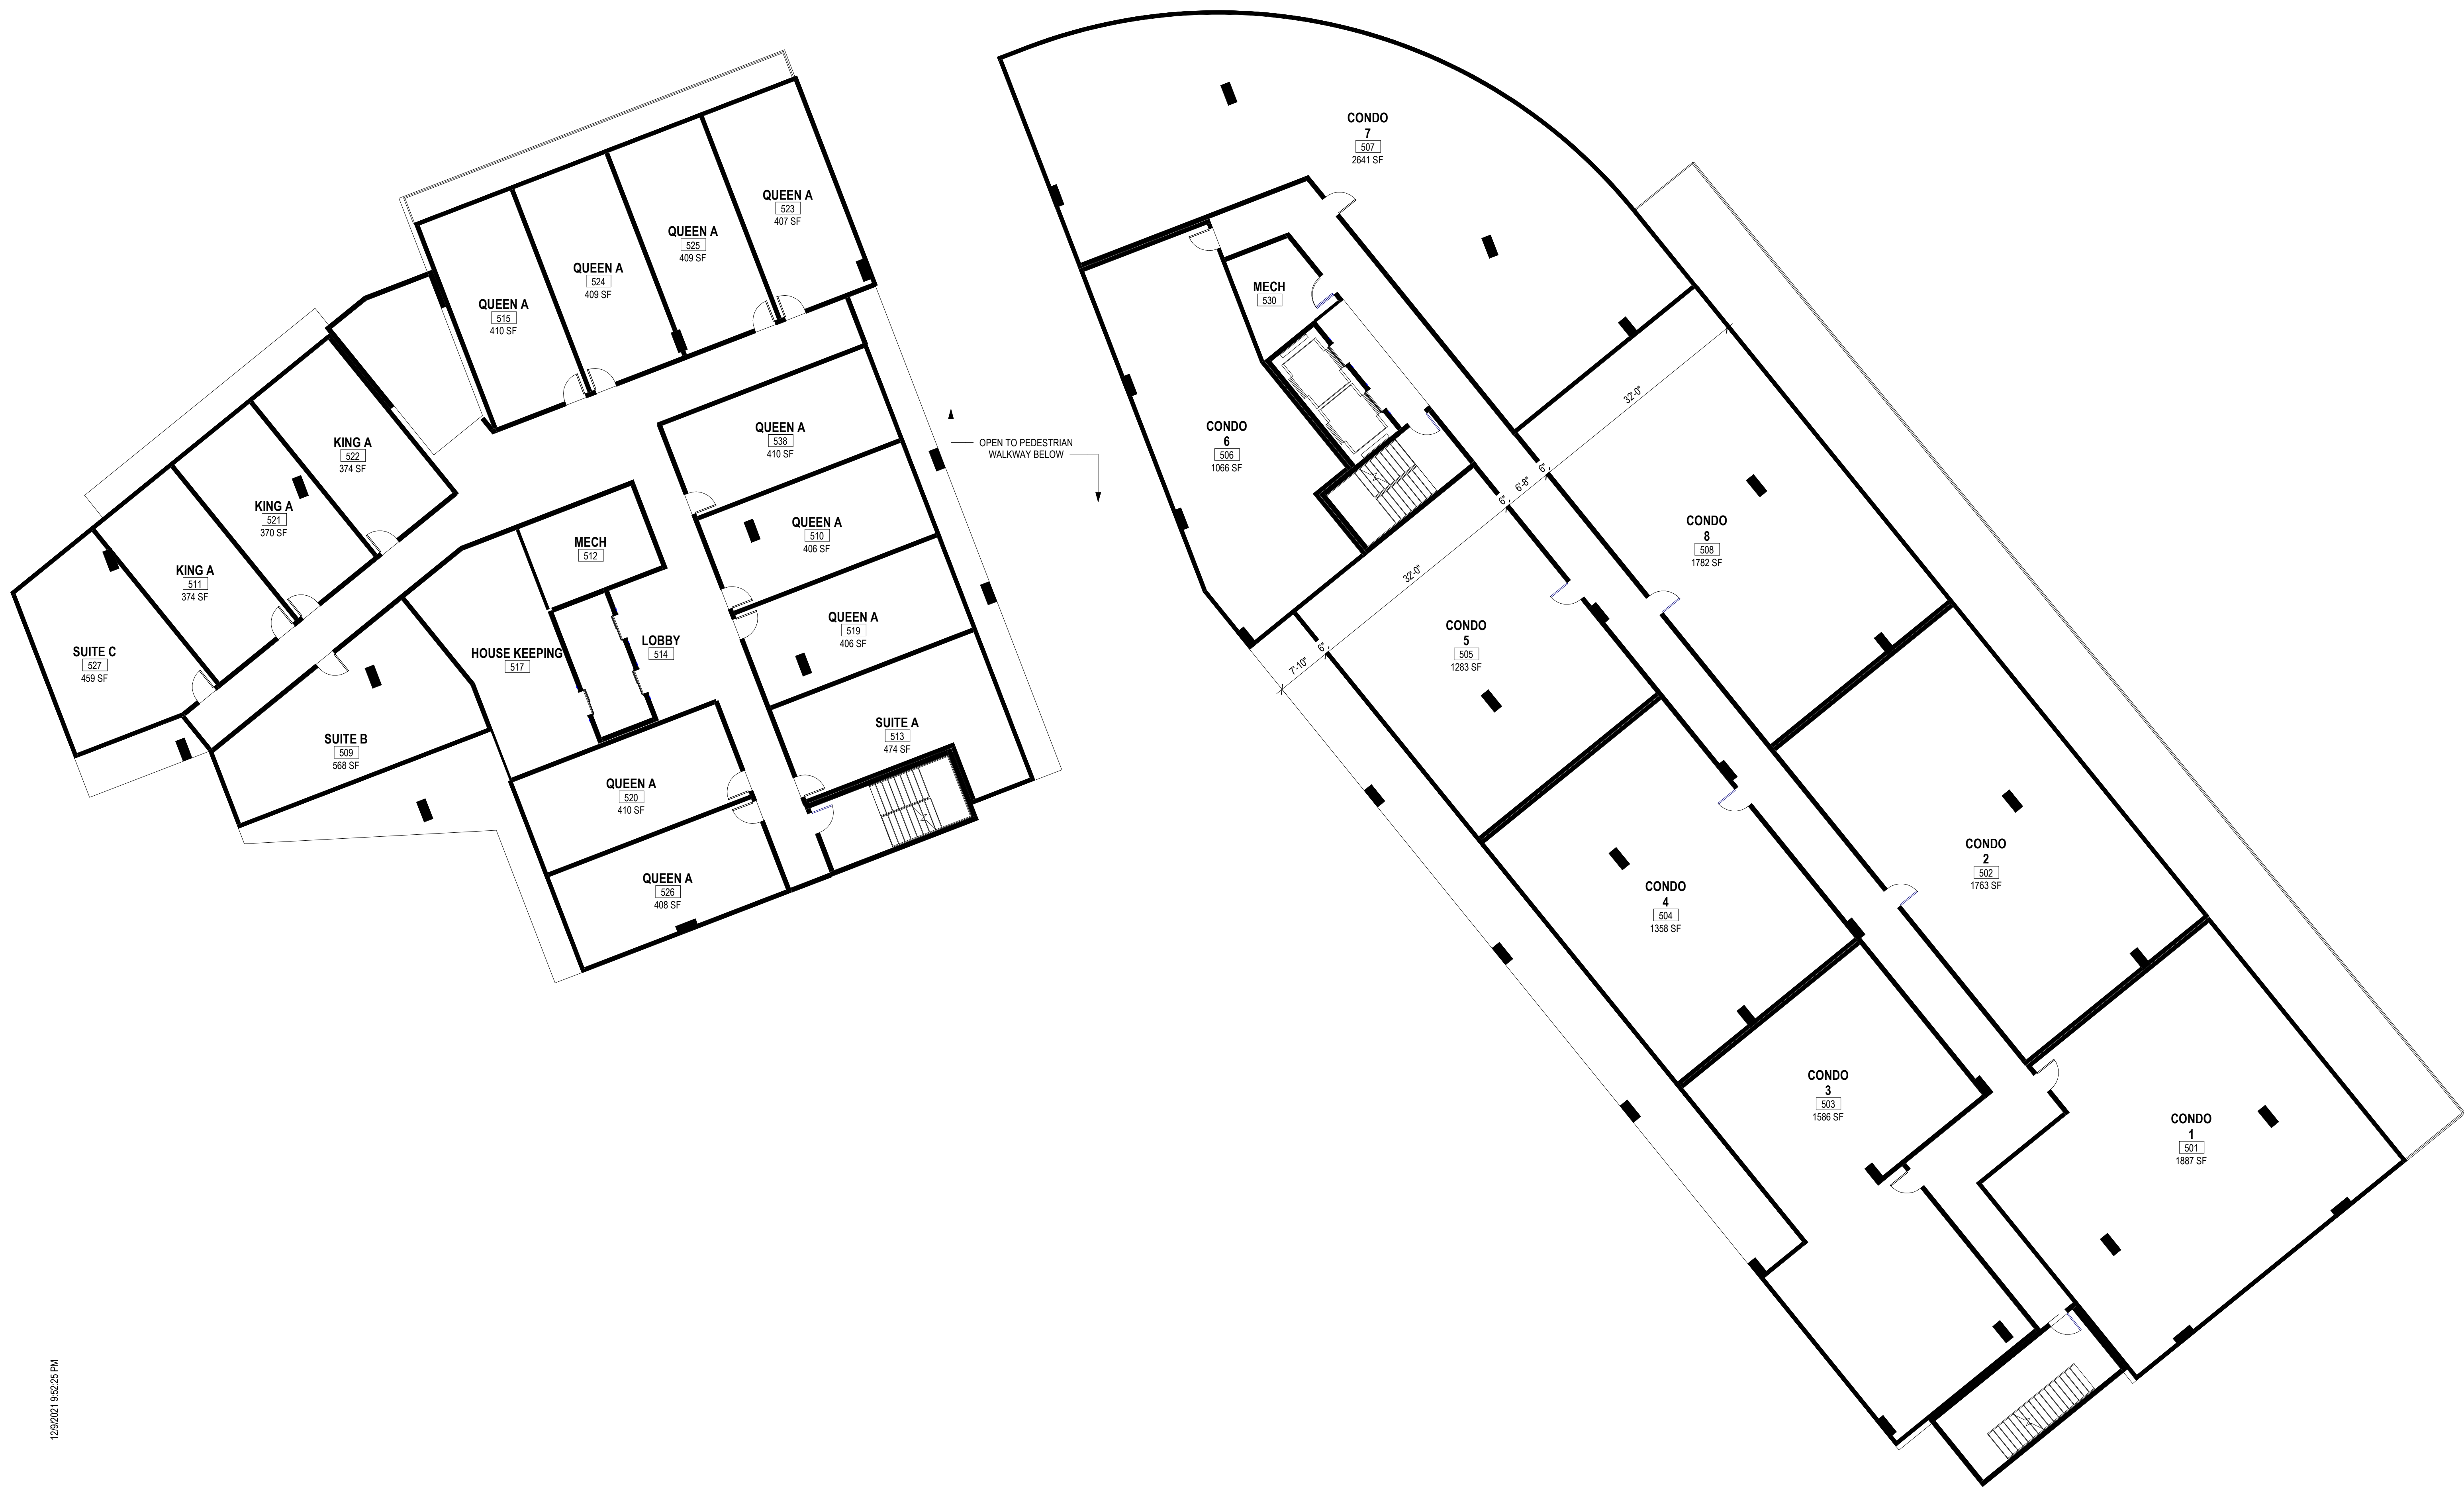 QUEEN A
523
407 SF
QUEEN A
525
409 SF
QUEEN A
524
409 SF
QUEEN A
515
410 SF
KING A
522
374 SF
KING A
521
370 SF
KING A
511
374 SF
SUITE C
527
459 SF
SUITE B
509
568 SF
MECH
512
HOUSE KEEPING
517
LOBBY
514
QUEEN A
538
410 SF
QUEEN A
510
406 SF
QUEEN A
519
406 SF
SUITE A
513
474 SF
QUEEN A
520
410 SF
QUEEN A
526
408 SF
OPEN TO PEDESTRIAN
WALKWAY BELOW
CONDO
7
507
2641 SF
MECH
530
CONDO
6
506
1066 SF
32'-0"
6"
6'-8"
6"
32'-0"
6"
7'-10"
CONDO
8
508
1782 SF
CONDO
5
505
1283 SF
CONDO
2
502
1763 SF
CONDO
4
504
1358 SF
CONDO
3
503
1586 SF
CONDO
1
501
1887 SF
12/9/2021 9:52:25 PM